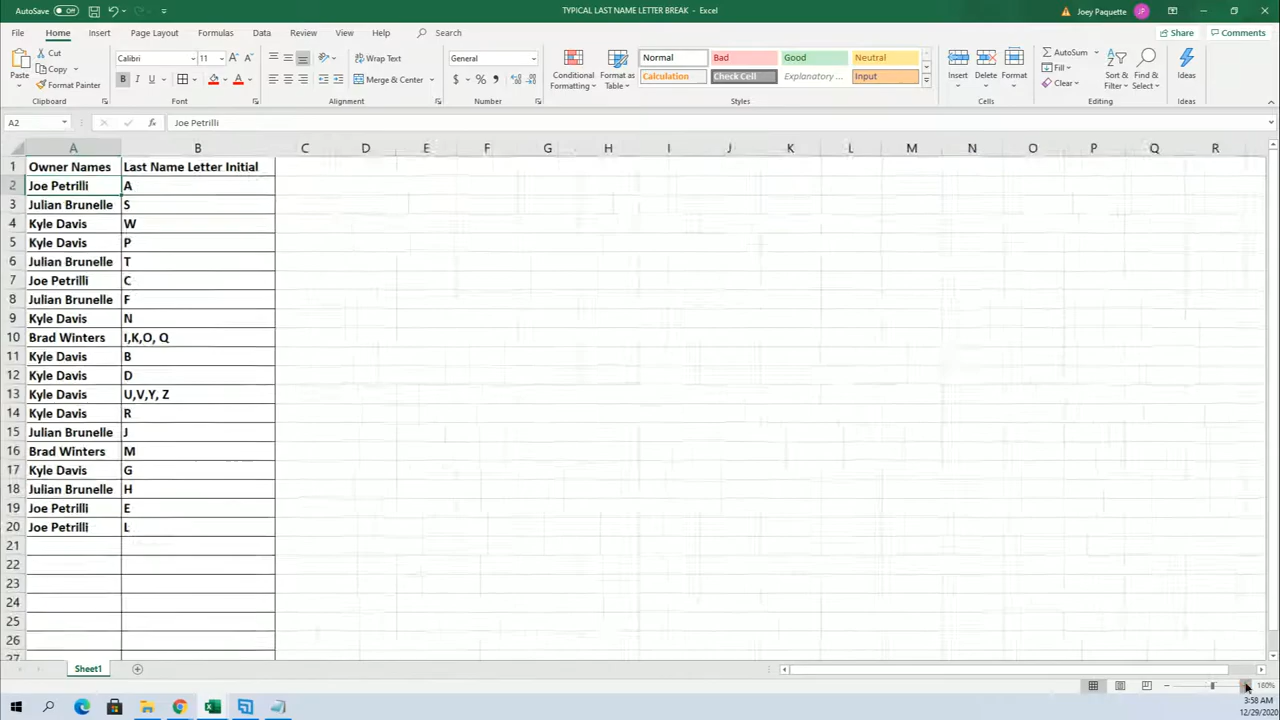 AutoSave Off TYPICAL LAST NAME LETTER BREAK - Excel Joey Paquette JP
File Home Insert Page Layout Formulas Data Review View Help Search Share Comments
Paste Cut Copy Format Painter Clipboard
Calibri 11 B I U Font
Wrap Text Merge & Center Alignment
General $ % Number
Conditional Formatting Format as Table Normal Bad Good Neutral Calculation Check Cell Explanatory ... Input Styles
Insert Delete Format Cells
AutoSum Fill Clear Sort & Filter Find & Select Editing
Ideas Ideas
A2 fx Joe Petrilli
A B C D E F G H I J K L M N O P Q R
1 Owner Names Last Name Letter Initial
2 Joe Petrilli A
3 Julian Brunelle S
4 Kyle Davis W
5 Kyle Davis P
6 Julian Brunelle T
7 Joe Petrilli C
8 Julian Brunelle F
9 Kyle Davis N
10 Brad Winters I,K,O, Q
11 Kyle Davis B
12 Kyle Davis D
13 Kyle Davis U,V,Y, Z
14 Kyle Davis R
15 Julian Brunelle J
16 Brad Winters M
17 Kyle Davis G
18 Julian Brunelle H
19 Joe Petrilli E
20 Joe Petrilli L
21
22
23
24
25
26
27
Sheet1
160%
3:58 AM
12/29/2020